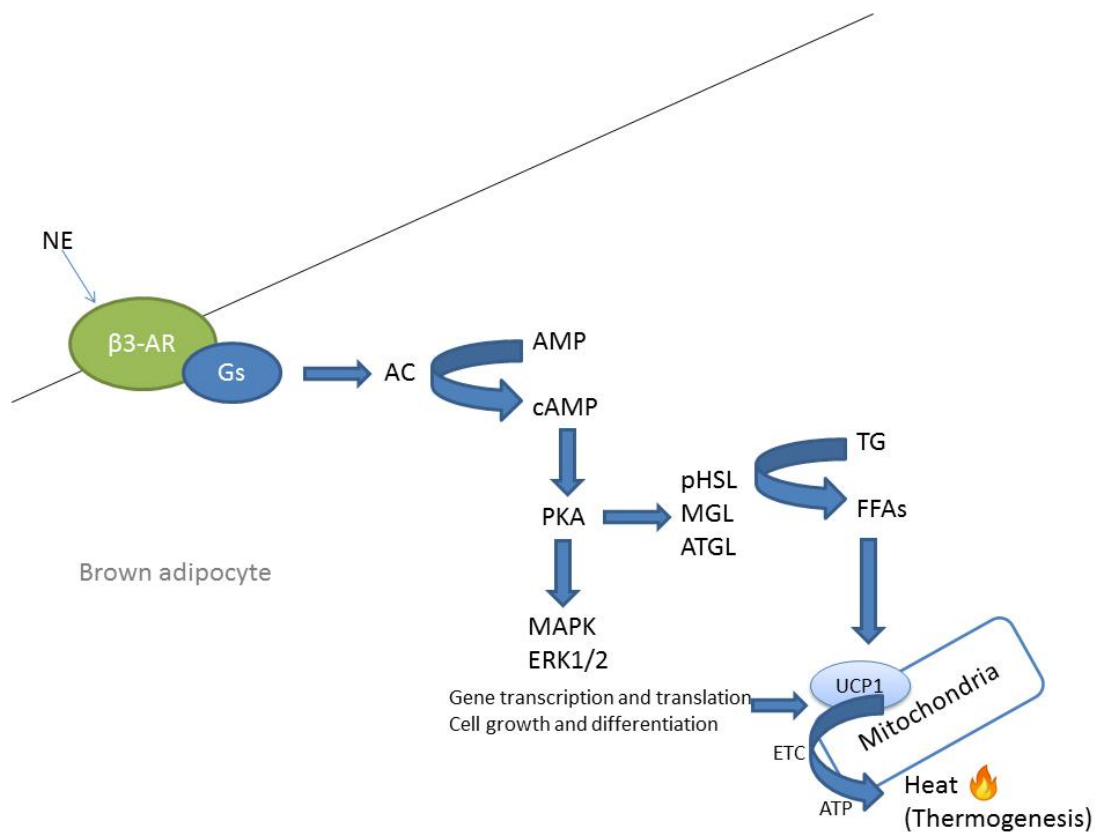 NE
β3-AR
Gs
AC
AMP
cAMP
PKA
pHSL
MGL
ATGL
TG
FFAs
Brown adipocyte
MAPK
ERK1/2
Gene transcription and translation
Cell growth and differentiation
UCP1
Mitochondria
ETC
ATP
Heat
(Thermogenesis)